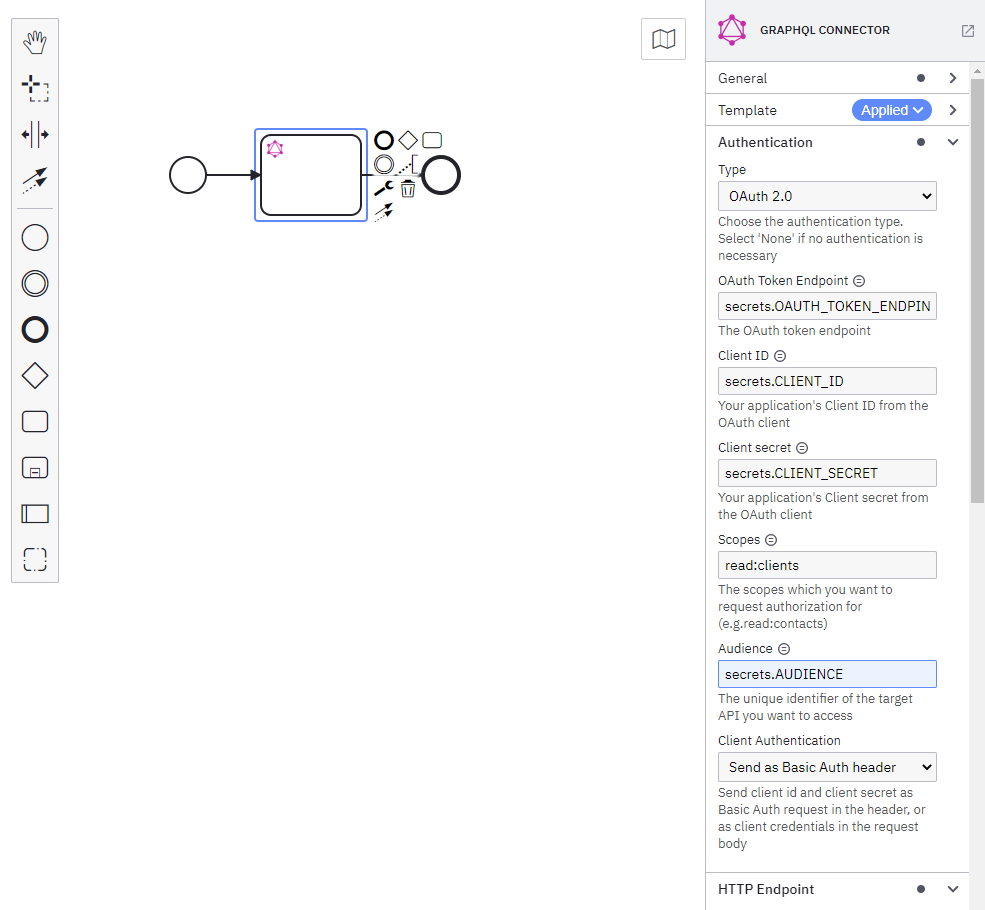 GRAPHQL CONNECTOR
General
Template
Applied
Authentication
Type
OAuth 2.0
Choose the authentication type.
Select 'None' if no authentication is
necessary
OAuth Token Endpoint
secrets.OAUTH_TOKEN_ENDPIN
The OAuth token endpoint
Client ID
secrets.CLIENT_ID
Your application's Client ID from the
OAuth client
Client secret
secrets.CLIENT_SECRET
Your application's Client secret from
the OAuth client
Scopes
read:clients
The scopes which you want to
request authorization for
(e.g.read:contacts)
Audience
secrets.AUDIENCE
The unique identifier of the target
API you want to access
Client Authentication
Send as Basic Auth header
Send client id and client secret as
Basic Auth request in the header, or
as client credentials in the request
body
HTTP Endpoint